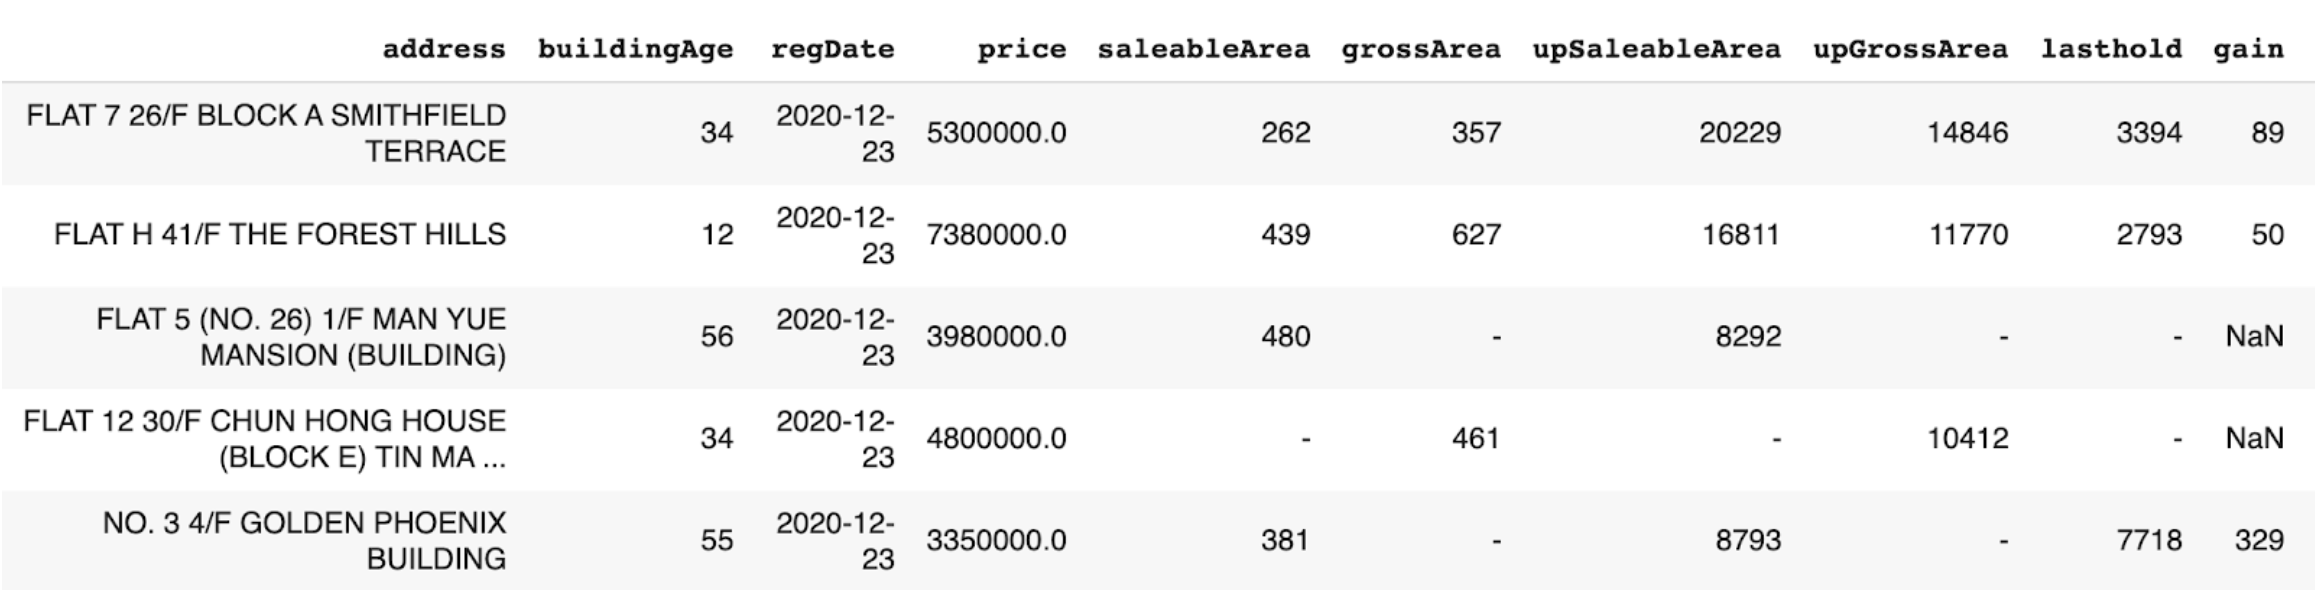 address buildingAge regDate price saleableArea grossArea upSaleableArea upGrossArea lasthold gain
FLAT 7 26/F BLOCK A SMITHFIELD
TERRACE
34
2020-12-
23
5300000.0 262 357 20229 14846 3394 89
FLAT H 41/F THE FOREST HILLS
12
2020-12-
23
7380000.0 439 627 16811 11770 2793 50
FLAT 5 (NO. 26) 1/F MAN YUE
MANSION (BUILDING)
56
2020-12-
23
3980000.0 480 - 8292 - - NaN
FLAT 12 30/F CHUN HONG HOUSE
(BLOCK E) TIN MA ...
34
2020-12-
23
4800000.0 - 461 - 10412 - NaN
NO. 3 4/F GOLDEN PHOENIX
BUILDING
55
2020-12-
23
3350000.0 381 - 8793 - 7718 329